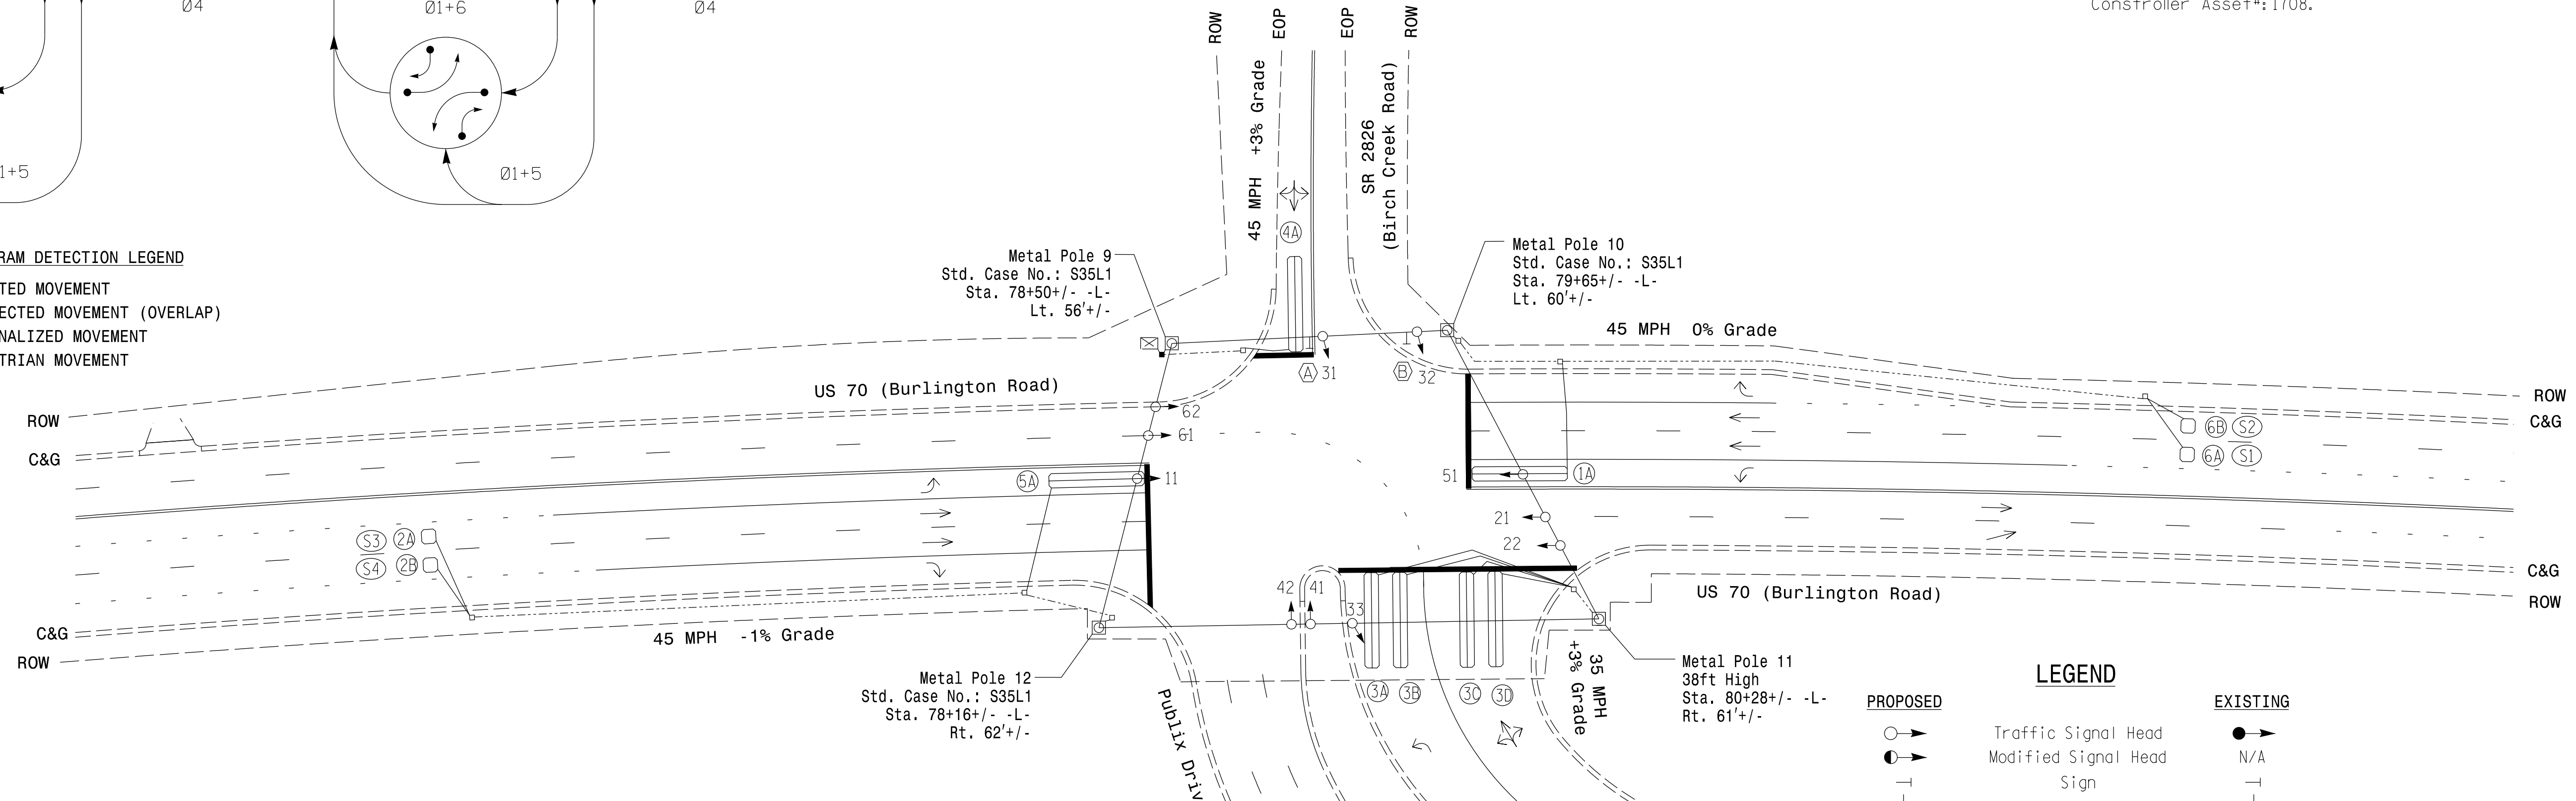 Ø4
Ø1+6
Ø4
Constroller Asset#: 1708.
1+5
Ø1+5
ROW
EOP
EOP
ROW
45 MPH +3% Grade
SR 2826
(Birch Creek Road)
RAM DETECTION LEGEND
TED MOVEMENT
ECTED MOVEMENT (OVERLAP)
NALIZED MOVEMENT
TRIAN MOVEMENT
4A
Metal Pole 9
Std. Case No.: S35L1
Sta. 78+50+/- -L-
Lt. 56'+/-
Metal Pole 10
Std. Case No.: S35L1
Sta. 79+65+/- -L-
Lt. 60'+/-
45 MPH 0% Grade
A 31
B 32
US 70 (Burlington Road)
62
61
11
5A
51
1A
21
22
6B S2
6A S1
ROW
C&G
ROW
C&G
S3 2A
S4 2B
42 41
33
C&G
ROW
45 MPH -1% Grade
US 70 (Burlington Road)
C&G
ROW
3A 3B 3C 3D
35 MPH
+3% Grade
Metal Pole 12
Std. Case No.: S35L1
Sta. 78+16+/- -L-
Rt. 62'+/-
Publix Driv
Metal Pole 11
38ft High
Sta. 80+28+/- -L-
Rt. 61'+/-
LEGEND
PROPOSED
EXISTING
Traffic Signal Head
Modified Signal Head N/A
Sign